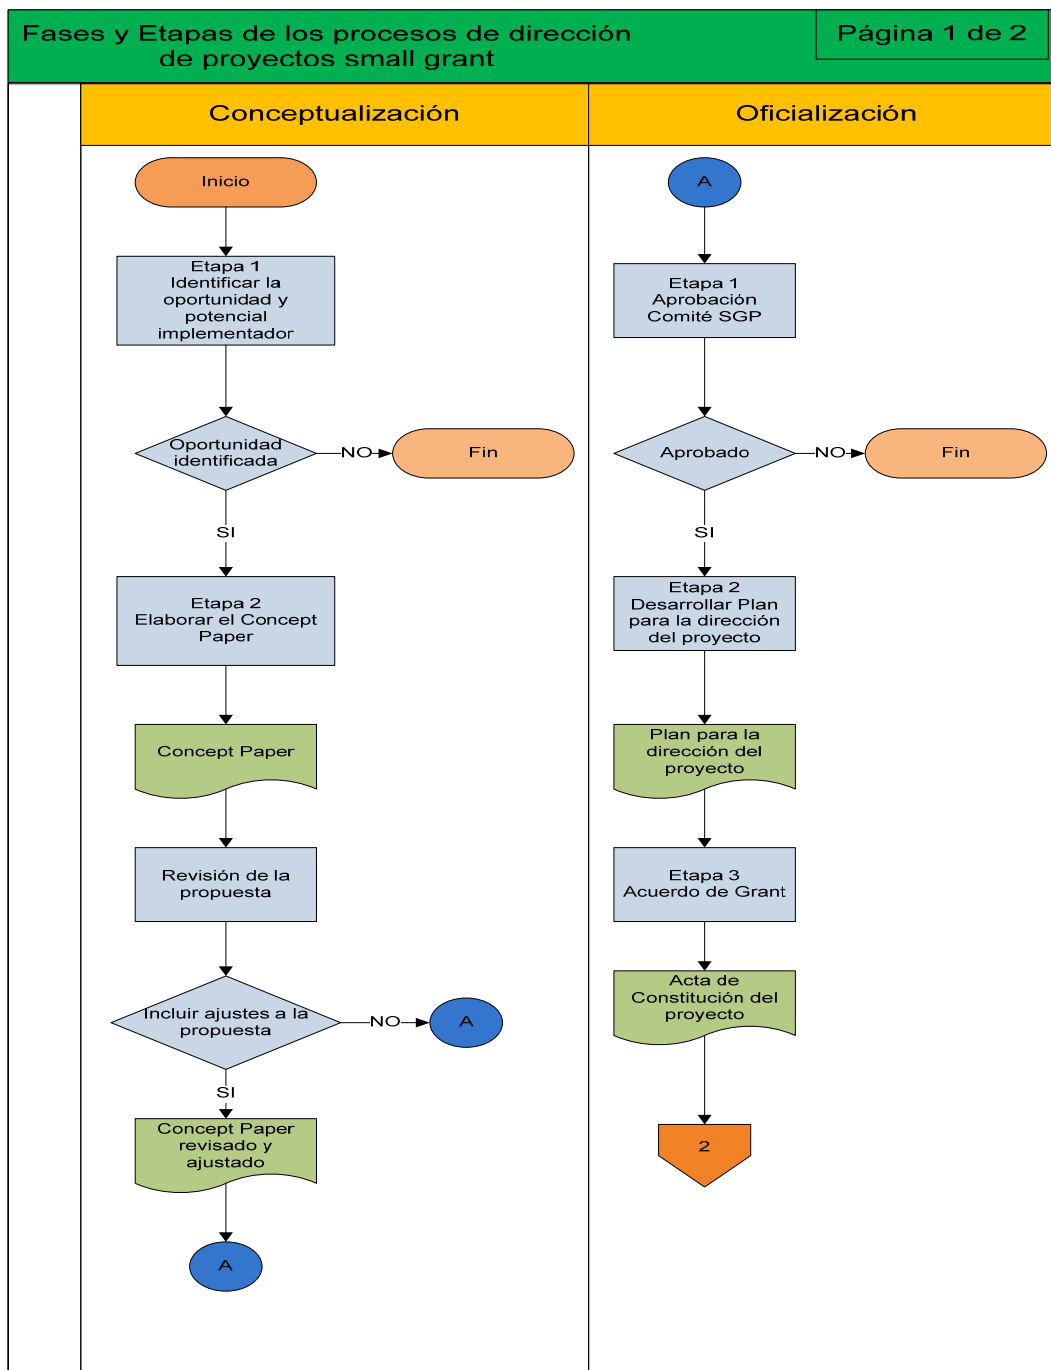 Fases y Etapas de los procesos de dirección
de proyectos small grant
Página 1 de 2
Conceptualización
Oficialización
Inicio
Etapa 1
Identificar la
oportunidad y
potencial
implementador
Oportunidad
identificada
NO
Fin
SI
Etapa 2
Elaborar el Concept
Paper
Concept Paper
Revisión de la
propuesta
Incluir ajustes a la
propuesta
NO
A
SI
Concept Paper
revisado y
ajustado
A
A
Etapa 1
Aprobación
Comité SGP
Aprobado
NO
Fin
SI
Etapa 2
Desarrollar Plan
para la dirección
del proyecto
Plan para la
dirección del
proyecto
Etapa 3
Acuerdo de Grant
Acta de
Constitución del
proyecto
2